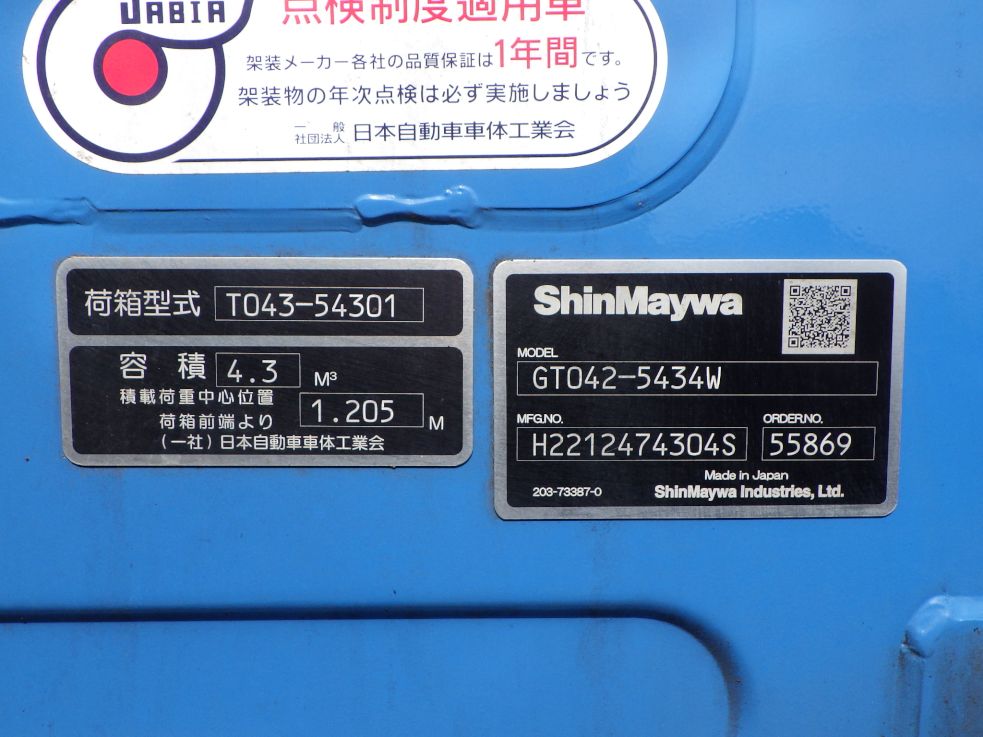 JABIA
点検制度適用車
架装メーカー各社の品質保証は1年間です。
架装物の年次点検は必ず実施しましょう
一般社団法人 日本自動車車体工業会
荷箱型式 T043-54301
容積 4.3 M³
積載荷重中心位置
荷箱前端より 1.205 M
(一社)日本自動車車体工業会
ShinMaywa
MODEL
GT042-5434W
MFG.NO. ORDERNO.
H2212474304S 55869
Made in Japan
203-73387-0 ShinMaywa Industries, Ltd.